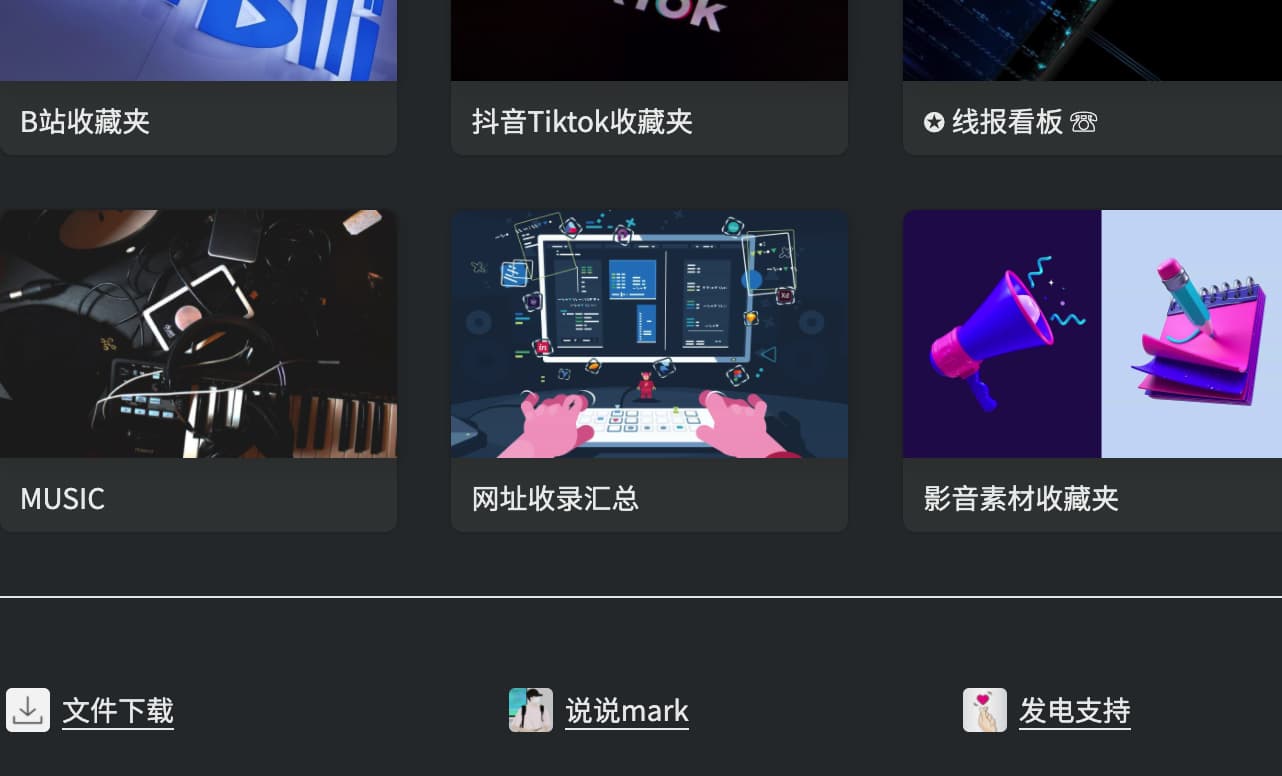 B站收藏夹
抖音Tiktok收藏夹
✪ 线报看板 ☏
MUSIC
网址收录汇总
影音素材收藏夹
文件下载
说说mark
发电支持